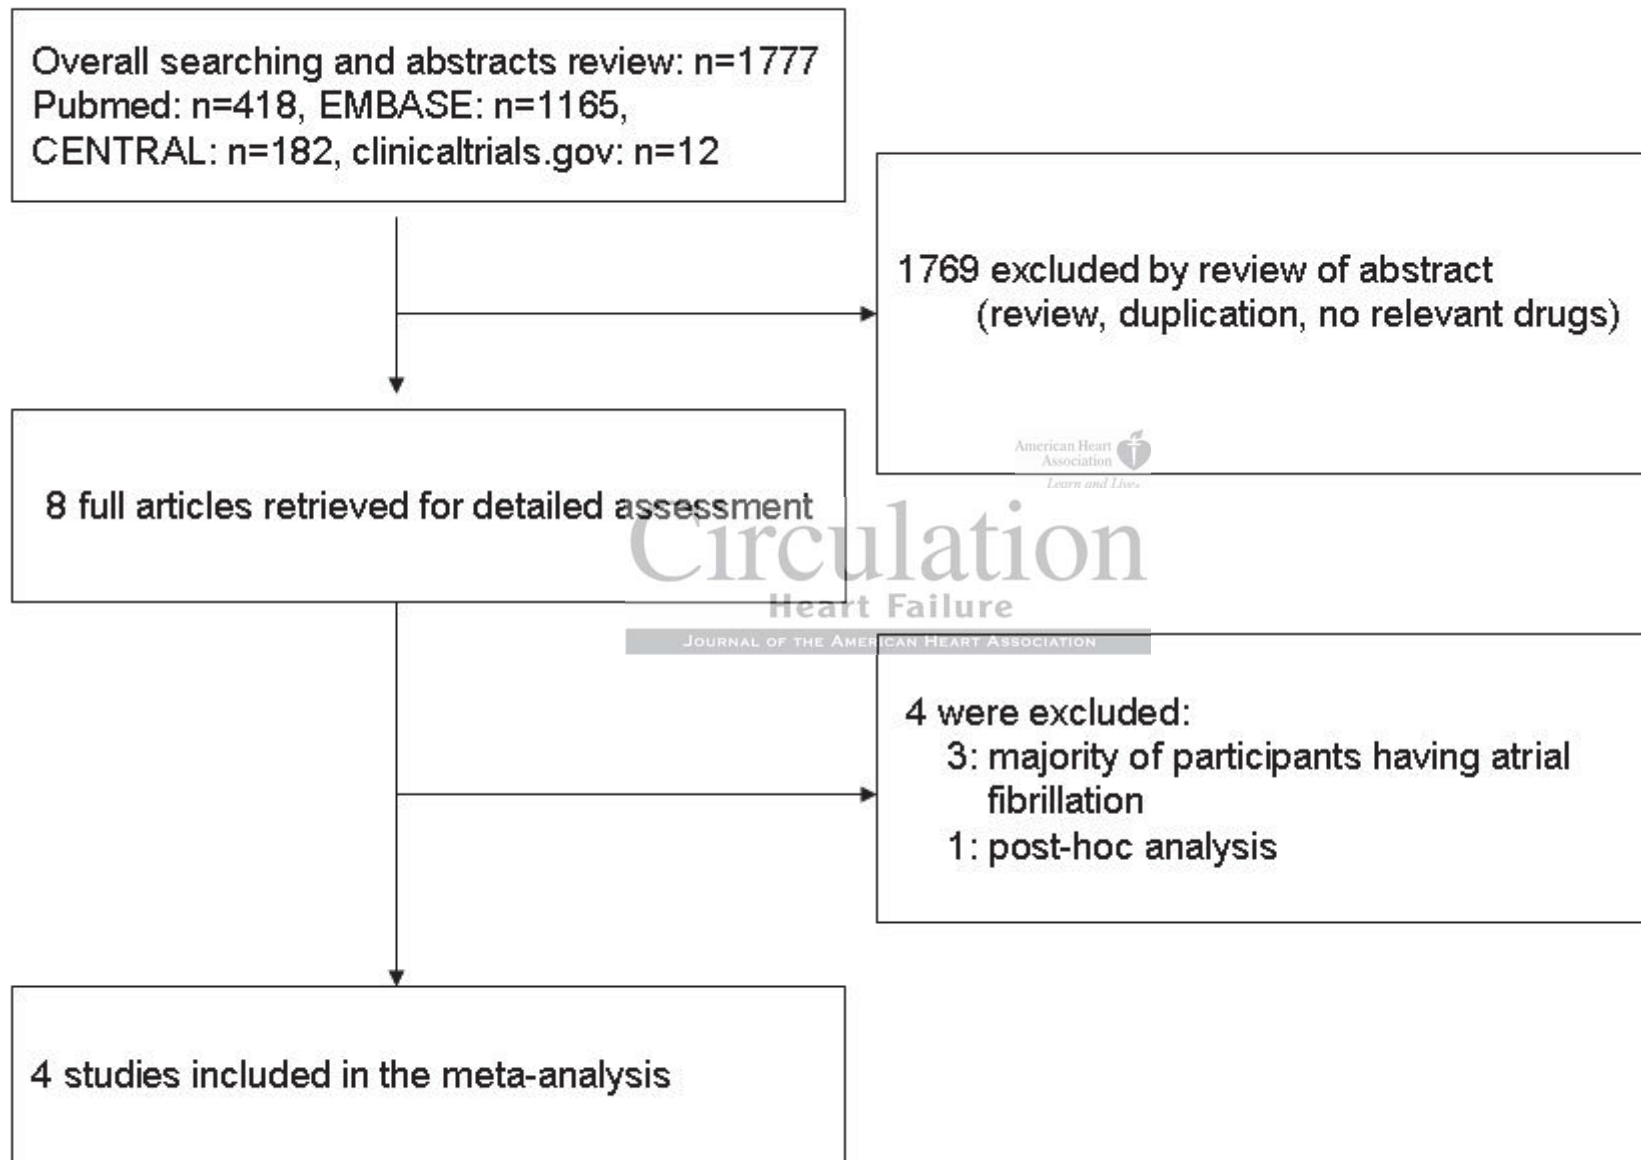 Overall searching and abstracts review: n=1777
Pubmed: n=418, EMBASE: n=1165,
CENTRAL: n=182, clinicaltrials.gov: n=12
1769 excluded by review of abstract
(review, duplication, no relevant drugs)
American Heart
Association
Learn and Live®
8 full articles retrieved for detailed assessment
Circulation
Heart Failure
JOURNAL OF THE AMERICAN HEART ASSOCIATION
4 were excluded:
3: majority of participants having atrial
fibrillation
1: post-hoc analysis
4 studies included in the meta-analysis